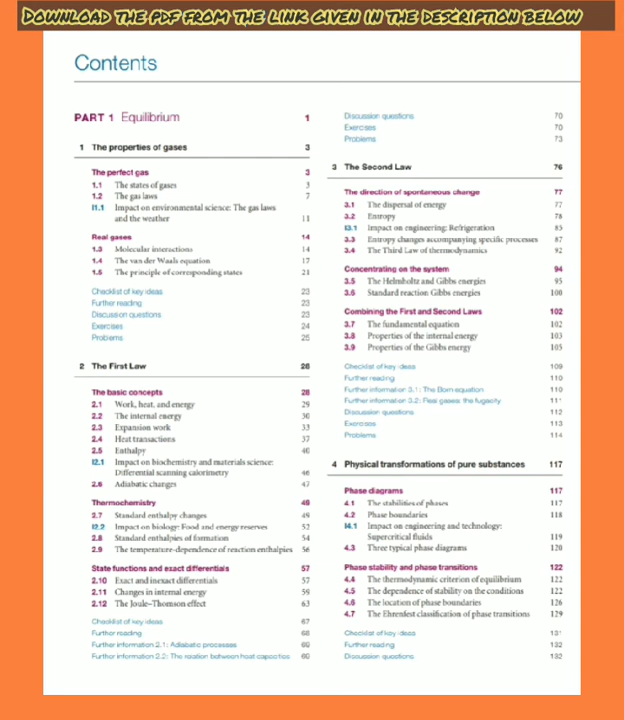 DOWNLOAD THE PDF FROM THE LINK GIVEN IN THE DESCRIPTION BELOW
Contents
PART 1 Equilibrium 1
1 The properties of gases 3
The perfect gas 3
1.1 The states of gases 3
1.2 The gas laws 7
I1.1 Impact on environmental science: The gas laws
and the weather 11
Real gases 14
1.3 Molecular interactions 14
1.4 The van der Waals equation 17
1.5 The principle of corresponding states 21
Checklist of key ideas 23
Further reading 23
Discussion questions 23
Exercises 24
Problems 25
2 The First Law 28
The basic concepts 28
2.1 Work, heat, and energy 29
2.2 The internal energy 30
2.3 Expansion work 33
2.4 Heat transactions 37
2.5 Enthalpy 40
I2.1 Impact on biochemistry and materials science:
Differential scanning calorimetry 46
2.6 Adiabatic changes 47
Thermochemistry 49
2.7 Standard enthalpy changes 49
I2.2 Impact on biology: Food and energy reserves 52
2.8 Standard enthalpies of formation 54
2.9 The temperature-dependence of reaction enthalpies 56
State functions and exact differentials 57
2.10 Exact and inexact differentials 57
2.11 Changes in internal energy 59
2.12 The Joule–Thomson effect 63
Checklist of key ideas 67
Further reading 68
Further information 2.1: Adiabatic processes 69
Further information 2.2: The relation between heat capacities 69
Discussion questions 70
Exercises 70
Problems 73
3 The Second Law 76
The direction of spontaneous change 77
3.1 The dispersal of energy 77
3.2 Entropy 78
I3.1 Impact on engineering: Refrigeration 85
3.3 Entropy changes accompanying specific processes 87
3.4 The Third Law of thermodynamics 92
Concentrating on the system 94
3.5 The Helmholtz and Gibbs energies 95
3.6 Standard reaction Gibbs energies 100
Combining the First and Second Laws 102
3.7 The fundamental equation 102
3.8 Properties of the internal energy 103
3.9 Properties of the Gibbs energy 105
Checklist of key ideas 109
Further reading 110
Further information 3.1: The Born equation 110
Further information 3.2: Real gases: the fugacity 111
Discussion questions 112
Exercises 113
Problems 114
4 Physical transformations of pure substances 117
Phase diagrams 117
4.1 The stabilities of phases 117
4.2 Phase boundaries 118
I4.1 Impact on engineering and technology:
Supercritical fluids 119
4.3 Three typical phase diagrams 120
Phase stability and phase transitions 122
4.4 The thermodynamic criterion of equilibrium 122
4.5 The dependence of stability on the conditions 122
4.6 The location of phase boundaries 126
4.7 The Ehrenfest classification of phase transitions 129
Checklist of key ideas 131
Further reading 132
Discussion questions 132